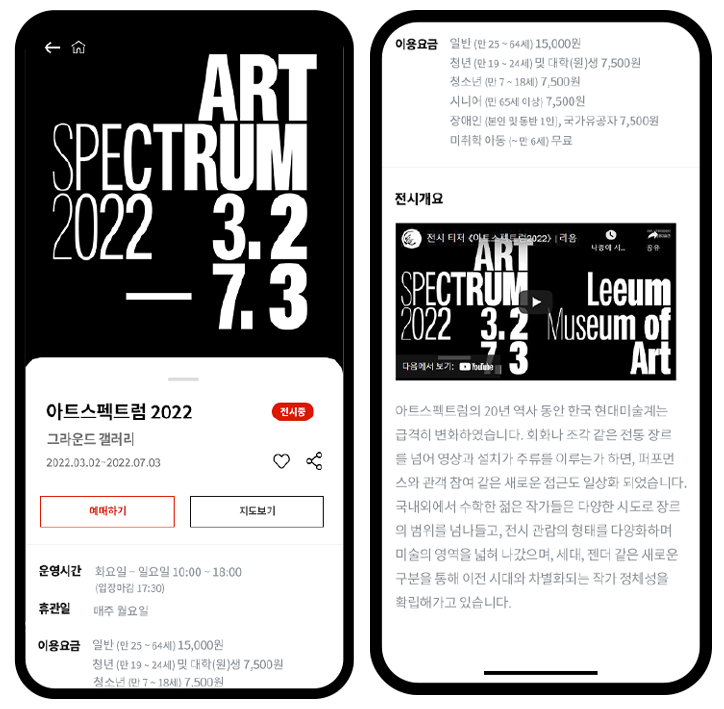 ART
SPECTRUM
2022 3.2
— 7.3
아트스펙트럼 2022
전시중
그라운드 갤러리
2022.03.02~2022.07.03
예매하기
지도보기
운영시간 화요일 ~ 일요일 10:00 ~ 18:00
(입장마감 17:30)
휴관일 매주 월요일
이용요금 일반 (만 25 ~ 64세) 15,000원
청년 (만 19 ~ 24세) 및 대학(원)생 7,500원
청소년 (만 7 ~ 18세) 7,500원
이용요금 일반 (만 25 ~ 64세) 15,000원
청년 (만 19 ~ 24세) 및 대학(원)생 7,500원
청소년 (만 7 ~ 18세) 7,500원
시니어 (만 65세 이상) 7,500원
장애인 (본인 및 동반 1인), 국가유공자 7,500원
미취학 아동 (~ 만 6세) 무료
전시개요
전시 티저 《아트스펙트럼2022》 | 리움
나중에 시...
공유
ART
SPECTRUM
2022 3.2
7.3
Leeum
Museum of
Art
다음에서 보기: YouTube
아트스펙트럼의 20년 역사 동안 한국 현대미술계는
급격히 변화하였습니다. 회화나 조각 같은 전통 장르
를 넘어 영상과 설치가 주류를 이루는가 하면, 퍼포먼
스와 관객 참여 같은 새로운 접근도 일상화 되었습니다.
국내외에서 수학한 젊은 작가들은 다양한 시도로 장르
의 범위를 넘나들고, 전시 관람의 형태를 다양화하며
미술의 영역을 넓혀 나갔으며, 세대, 젠더 같은 새로운
구분을 통해 이전 시대와 차별화되는 작가 정체성을
확립해가고 있습니다.